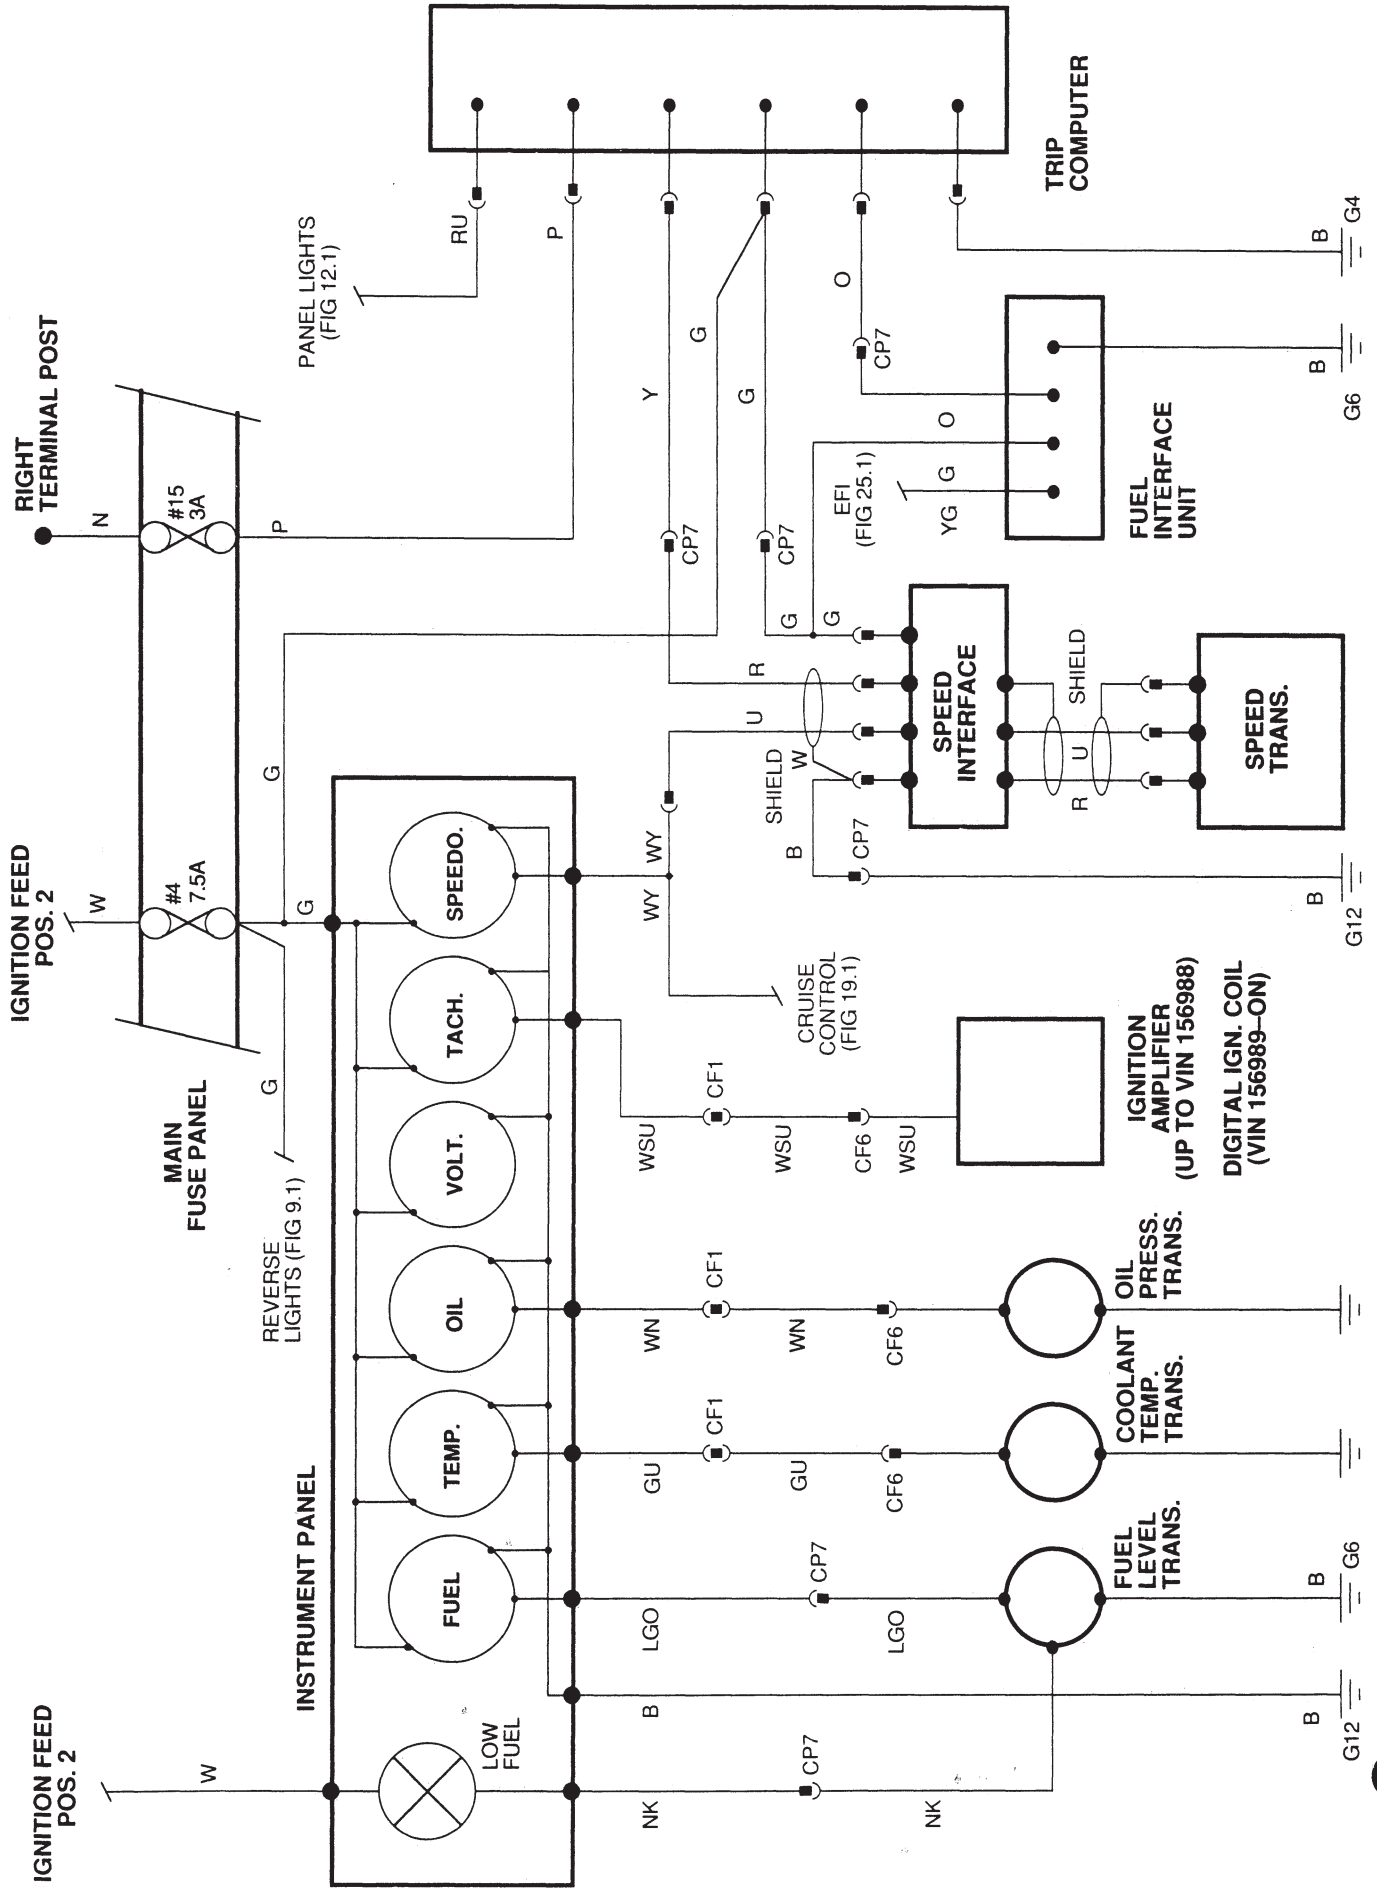 IGNITION FEED
POS. 2
W
INSTRUMENT PANEL
LOW
FUEL
FUEL
TEMP.
OIL
VOLT.
TACH.
SPEEDO.
REVERSE
LIGHTS (FIG 9.1)
G
MAIN
FUSE PANEL
IGNITION FEED
POS. 2
W
#4
7.5A
G
G
RIGHT
TERMINAL POST
N
#15
3A
P
PANEL LIGHTS
(FIG 12.1)
RU
P
Y
G
G
O
TRIP
COMPUTER
NK
CP7
NK
B
B
G12
LGO
CP7
LGO
FUEL
LEVEL
TRANS.
B
G6
GU
CF1
GU
CF6
COOLANT
TEMP.
TRANS.
WN
CF1
WN
CF6
OIL
PRESS.
TRANS.
WSU
CF1
WSU
CF6
WSU
IGNITION
AMPLIFIER
(UP TO VIN 156988)
DIGITAL IGN. COIL
(VIN 156989–ON)
WY
WY
CRUISE
CONTROL
(FIG 19.1)
U
R
SHIELD
W
B
CP7
B
G12
CP7
CP7
G
G
SPEED
INTERFACE
R
U
SHIELD
SPEED
TRANS.
EFI
(FIG 25.1)
YG
G
O
CP7
FUEL
INTERFACE
UNIT
B
G6
B
G4